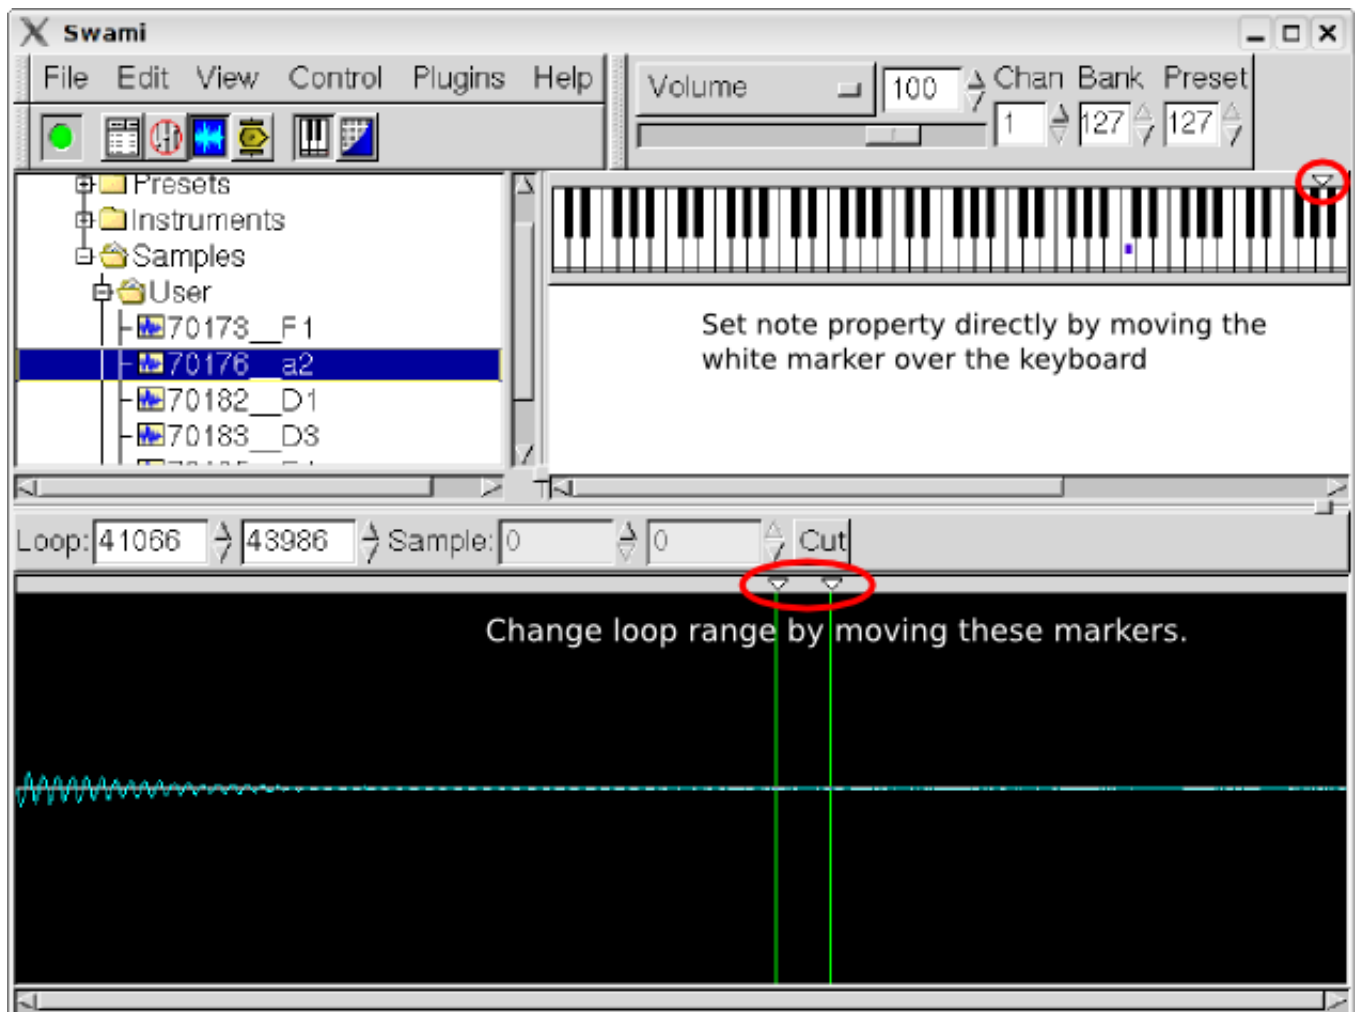 Swami
File Edit View Control Plugins Help
Volume 100 Chan Bank Preset
1 127 127
Presets
Instruments
Samples
User
70173__F1
70176__a2
70182__D1
70183__D3
Set note property directly by moving the
white marker over the keyboard
Loop: 41066 43986 Sample: 0 0 Cut
Change loop range by moving these markers.